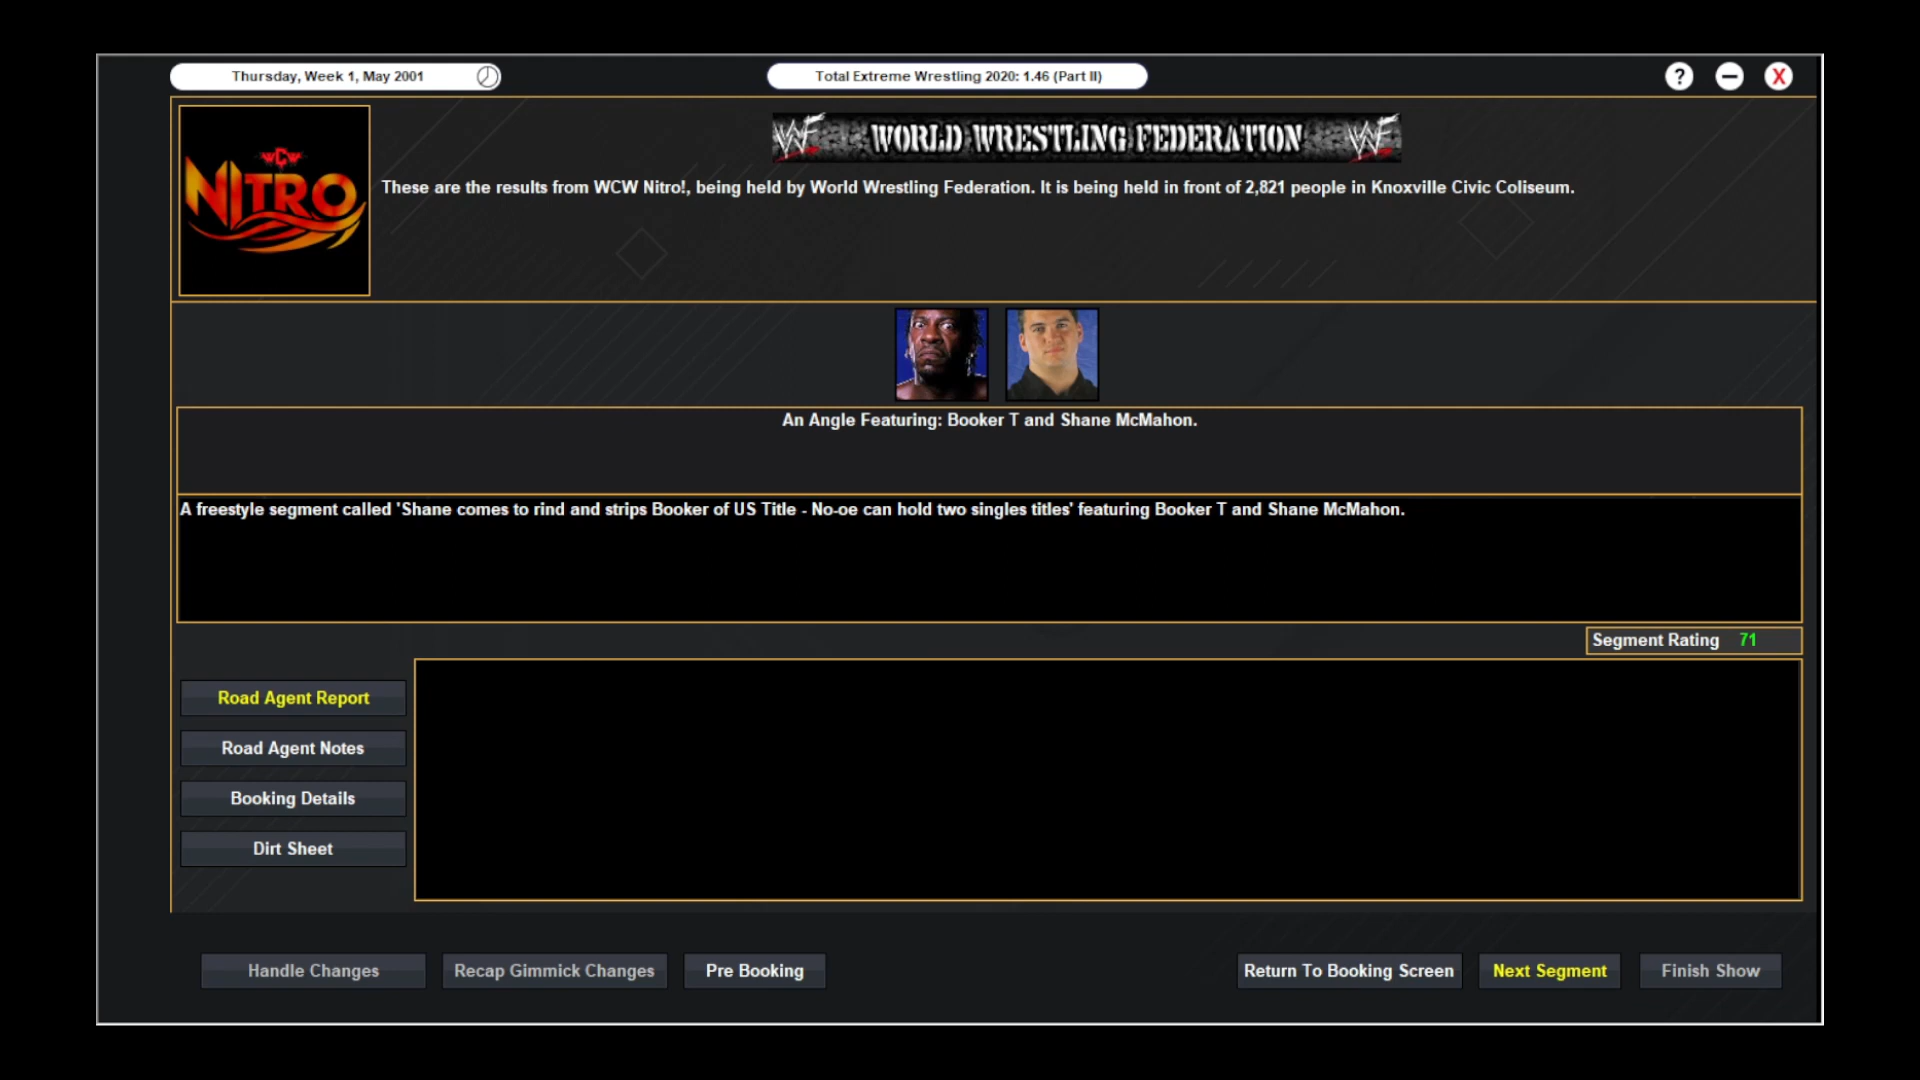 Thursday, Week 1, May 2001
Total Extreme Wrestling 2020: 1.46 (Part II)
?
X
WCW
NITRO
WF WORLD WRESTLING FEDERATION WF
These are the results from WCW Nitro!, being held by World Wrestling Federation. It is being held in front of 2,821 people in Knoxville Civic Coliseum.
An Angle Featuring: Booker T and Shane McMahon.
A freestyle segment called 'Shane comes to rind and strips Booker of US Title - No-oe can hold two singles titles' featuring Booker T and Shane McMahon.
Segment Rating 71
Road Agent Report
Road Agent Notes
Booking Details
Dirt Sheet
Handle Changes
Recap Gimmick Changes
Pre Booking
Return To Booking Screen
Next Segment
Finish Show